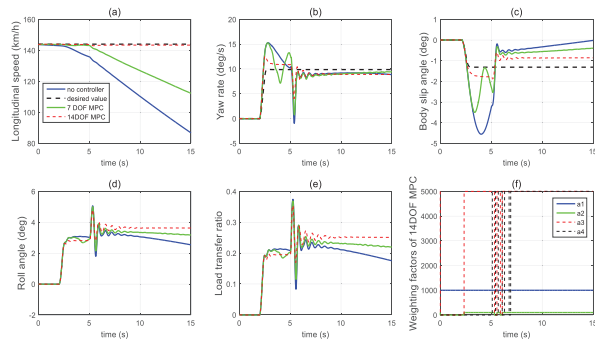 (a)
Longitudinal speed (km/h)
160
140
120
100
80
0
5
10
15
time (s)
no controller
desired value
7 DOF MPC
14DOF MPC
(b)
Yaw rate (deg/s)
20
15
10
5
0
-5
0
5
10
15
time (s)
(c)
Body slip angle (deg)
1
0
-1
-2
-3
-4
-5
0
5
10
15
time (s)
(d)
Roll angle (deg)
6
4
2
0
-2
0
5
10
15
time (s)
(e)
Load transfer ratio
0.4
0.3
0.2
0.1
0
0
5
10
15
time (s)
(f)
Weighting factors of 14DOF MPC
5000
4000
3000
2000
1000
0
0
5
10
15
time (s)
a1
a2
a3
a4